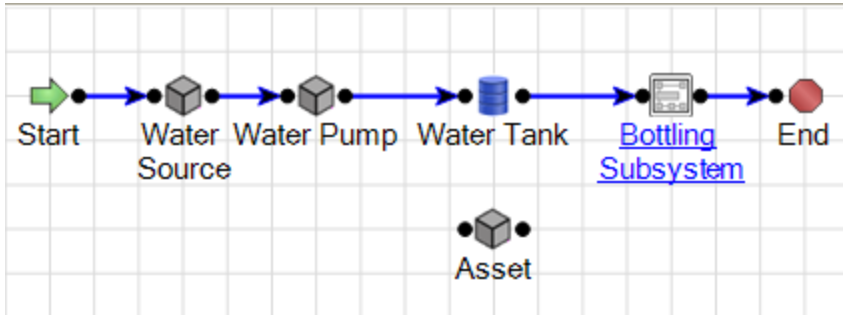 Start
Water
Source
Water Pump
Water Tank
Bottling
Subsystem
End
Asset